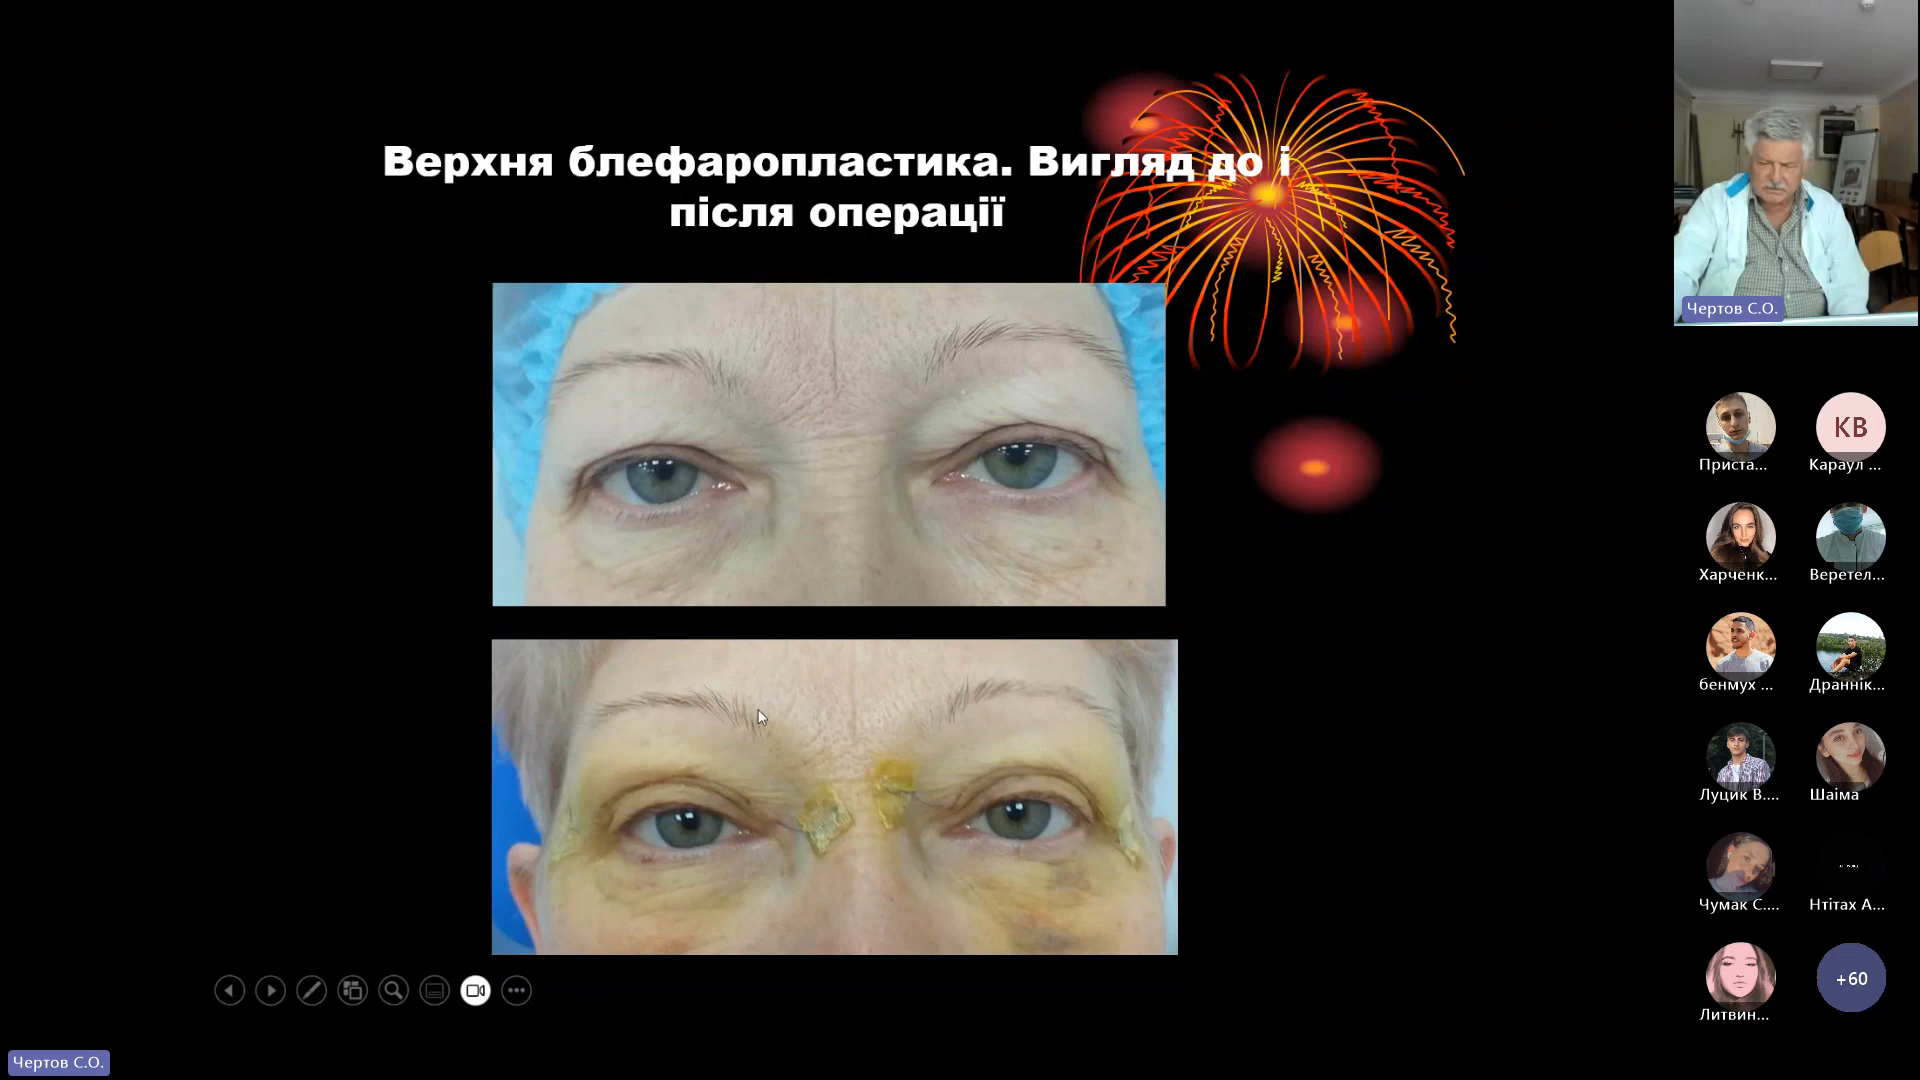 Верхня блефаропластика. Вигляд до і
після операції
Чертов С.О.
Приста...
КВ
Караул ...
Харченк...
Веретел...
бенмух ...
Драннік...
Луцик В....
Шаіма
Чумак С....
Нтітах А...
Литвин...
+60
Чертов С.О.